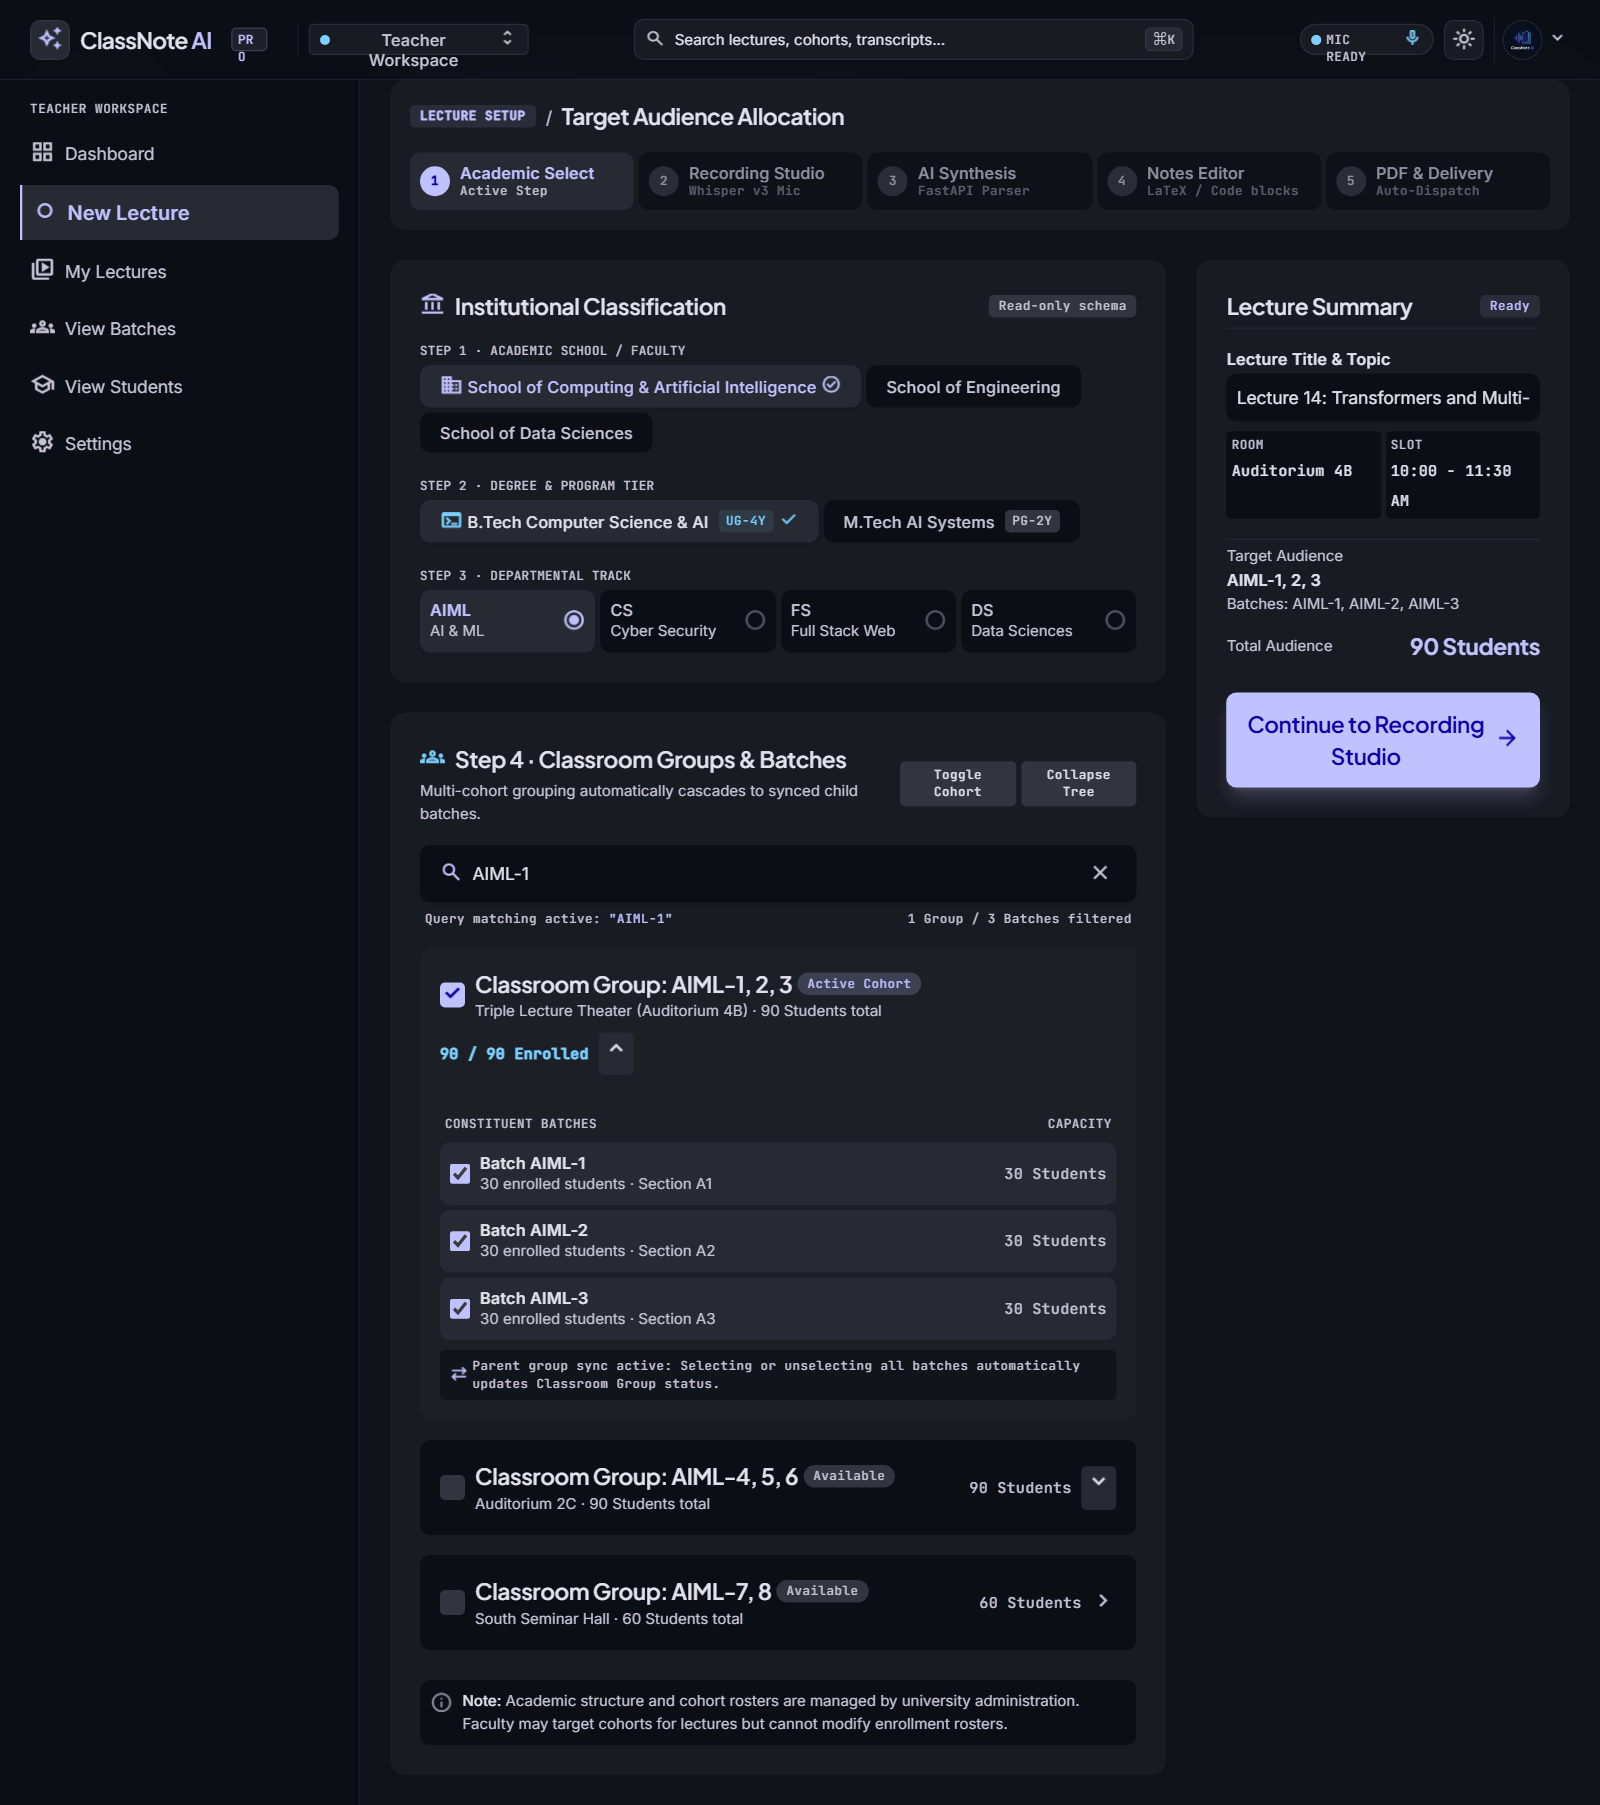 ClassNote AI
PR
O
Teacher
Workspace
Search lectures, cohorts, transcripts...
⌘K
MIC
READY
TEACHER WORKSPACE
Dashboard
New Lecture
My Lectures
View Batches
View Students
Settings
LECTURE SETUP / Target Audience Allocation
1 Academic Select
Active Step
2 Recording Studio
Whisper v3 Mic
3 AI Synthesis
FastAPI Parser
4 Notes Editor
LaTeX / Code blocks
5 PDF & Delivery
Auto-Dispatch
Institutional Classification
Read-only schema
STEP 1 · ACADEMIC SCHOOL / FACULTY
School of Computing & Artificial Intelligence
School of Engineering
School of Data Sciences
STEP 2 · DEGREE & PROGRAM TIER
B.Tech Computer Science & AI UG-4Y
M.Tech AI Systems PG-2Y
STEP 3 · DEPARTMENTAL TRACK
AIML
AI & ML
CS
Cyber Security
FS
Full Stack Web
DS
Data Sciences
Step 4 · Classroom Groups & Batches
Multi-cohort grouping automatically cascades to synced child
batches.
Toggle
Cohort
Collapse
Tree
AIML-1
Query matching active: "AIML-1"
1 Group / 3 Batches filtered
Classroom Group: AIML-1, 2, 3 Active Cohort
Triple Lecture Theater (Auditorium 4B) · 90 Students total
90 / 90 Enrolled
CONSTITUENT BATCHES
CAPACITY
Batch AIML-1
30 enrolled students · Section A1
30 Students
Batch AIML-2
30 enrolled students · Section A2
30 Students
Batch AIML-3
30 enrolled students · Section A3
30 Students
Parent group sync active: Selecting or unselecting all batches automatically
updates Classroom Group status.
Classroom Group: AIML-4, 5, 6 Available
Auditorium 2C · 90 Students total
90 Students
Classroom Group: AIML-7, 8 Available
South Seminar Hall · 60 Students total
60 Students
Note: Academic structure and cohort rosters are managed by university administration.
Faculty may target cohorts for lectures but cannot modify enrollment rosters.
Lecture Summary
Ready
Lecture Title & Topic
Lecture 14: Transformers and Multi-
ROOM
Auditorium 4B
SLOT
10:00 - 11:30
AM
Target Audience
AIML-1, 2, 3
Batches: AIML-1, AIML-2, AIML-3
Total Audience
90 Students
Continue to Recording
Studio